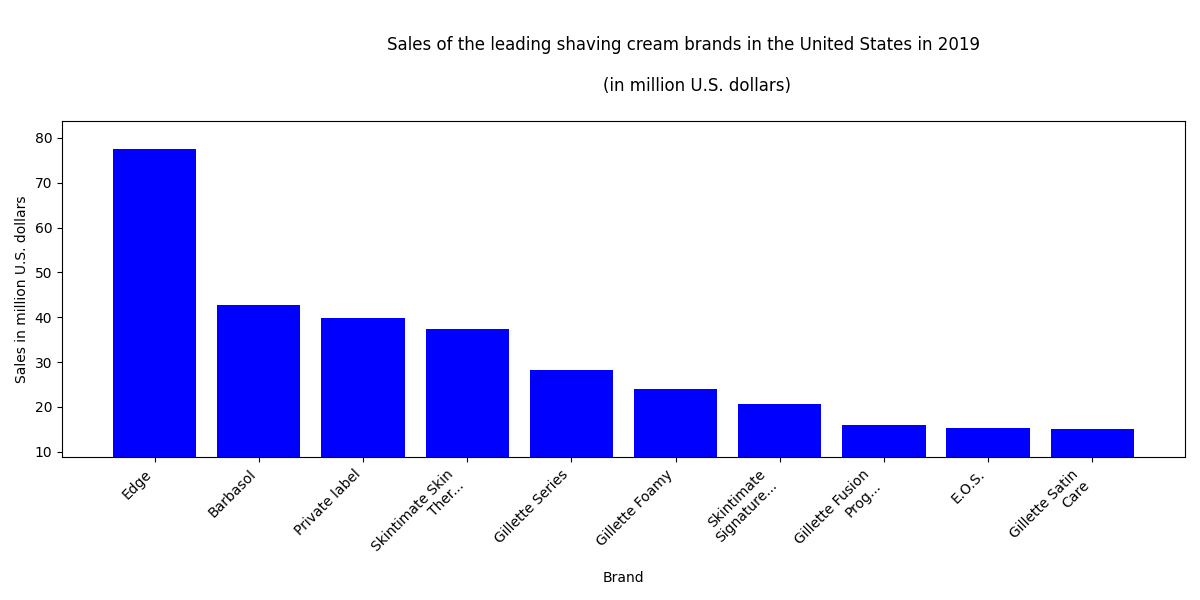 Sales of the leading shaving cream brands in the United States in 2019
(in million U.S. dollars)
Sales in million U.S. dollars
80
70
60
50
40
30
20
10
Edge
Barbasol
Private label
Skintimate Skin
Ther...
Gillette Series
Gillette Foamy
Skintimate
Signature...
Gillette Fusion
Prog...
E.O.S.
Gillette Satin
Care
Brand